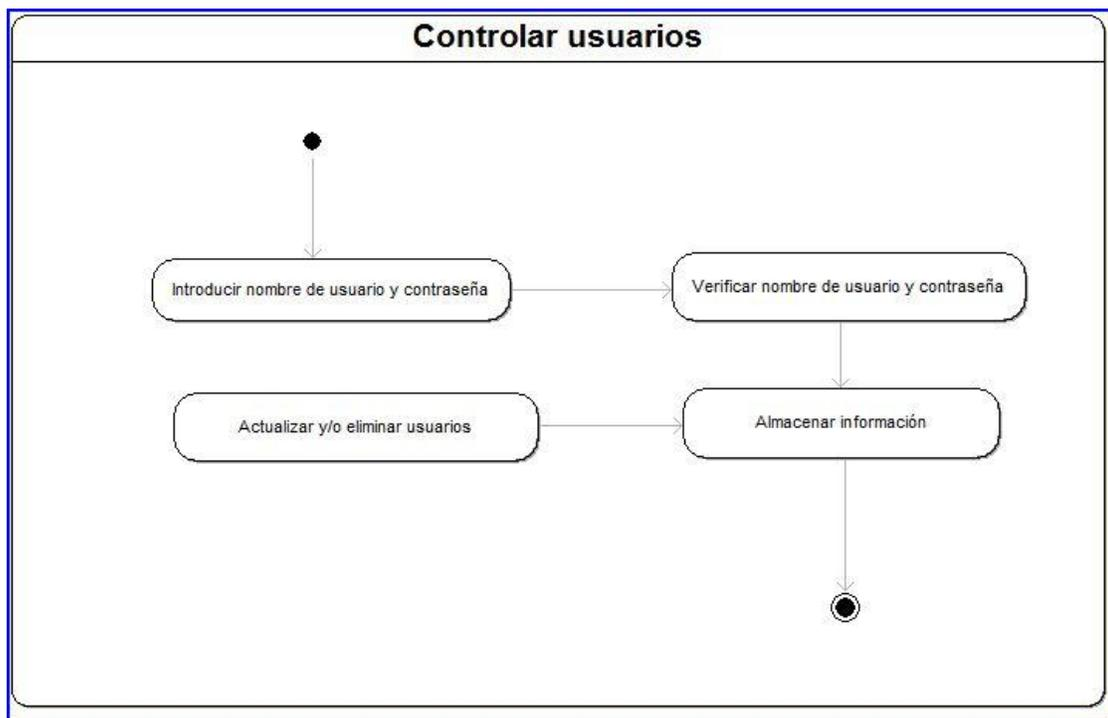 Controlar usuarios
Introducir nombre de usuario y contraseña
Verificar nombre de usuario y contraseña
Actualizar y/o eliminar usuarios
Almacenar información